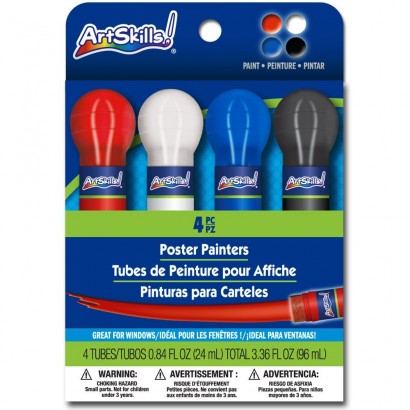 ArtSkills!
PAINT • PEINTURE • PINTAR
ArtSkills! ArtSkills! ArtSkills! ArtSkills!
4 PC
PZ
Poster Painters
Tubes de Peinture pour Affiche
Pinturas para Carteles
GREAT FOR WINDOWS/IDÉAL POUR LES FENÊTRES !/¡IDEAL PARA VENTANAS!
4 TUBES/TUBOS 0.84 FL OZ (24 mL) TOTAL 3.36 FL OZ (96 mL)
WARNING:
CHOKING HAZARD
Small parts. Not for children
under 3 years.
AVERTISSEMENT :
RISQUE D'ÉTOUFFEMENT
Petites pièces. Ne convient pas
aux enfants de moins de 3 ans.
ADVERTENCIA:
RIESGO DE ASFIXIA
Piezas pequeñas. Para niños
mayores de 3 años.